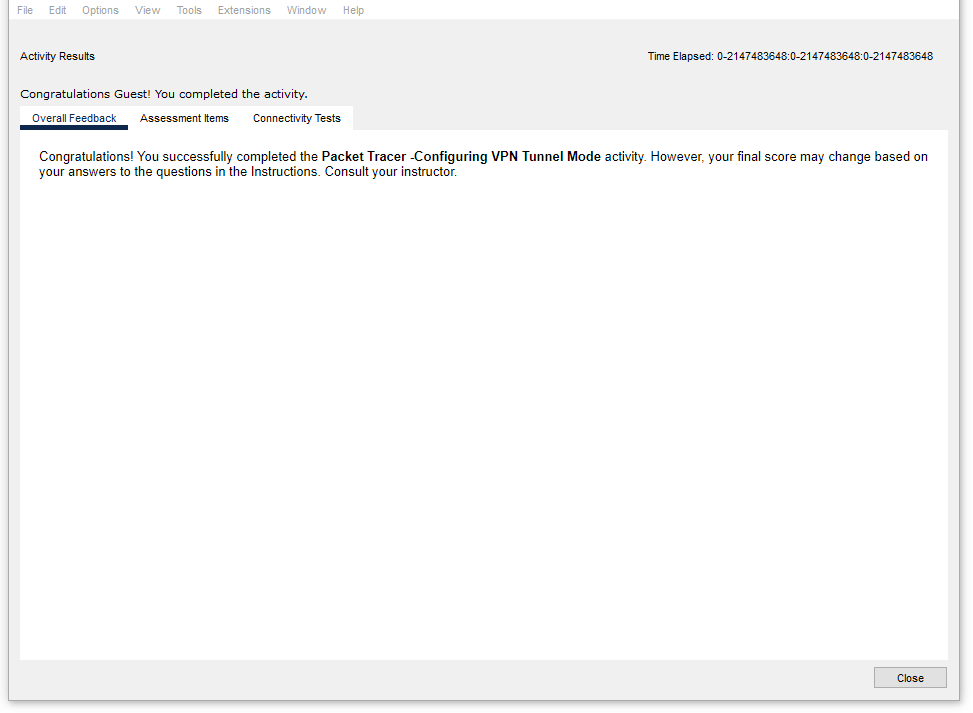 File Edit Options View Tools Extensions Window Help
Activity Results
Time Elapsed: 0-2147483648:0-2147483648:0-2147483648
Congratulations Guest! You completed the activity.
Overall Feedback Assessment Items Connectivity Tests
Congratulations! You successfully completed the Packet Tracer -Configuring VPN Tunnel Mode activity. However, your final score may change based on
your answers to the questions in the Instructions. Consult your instructor.
Close